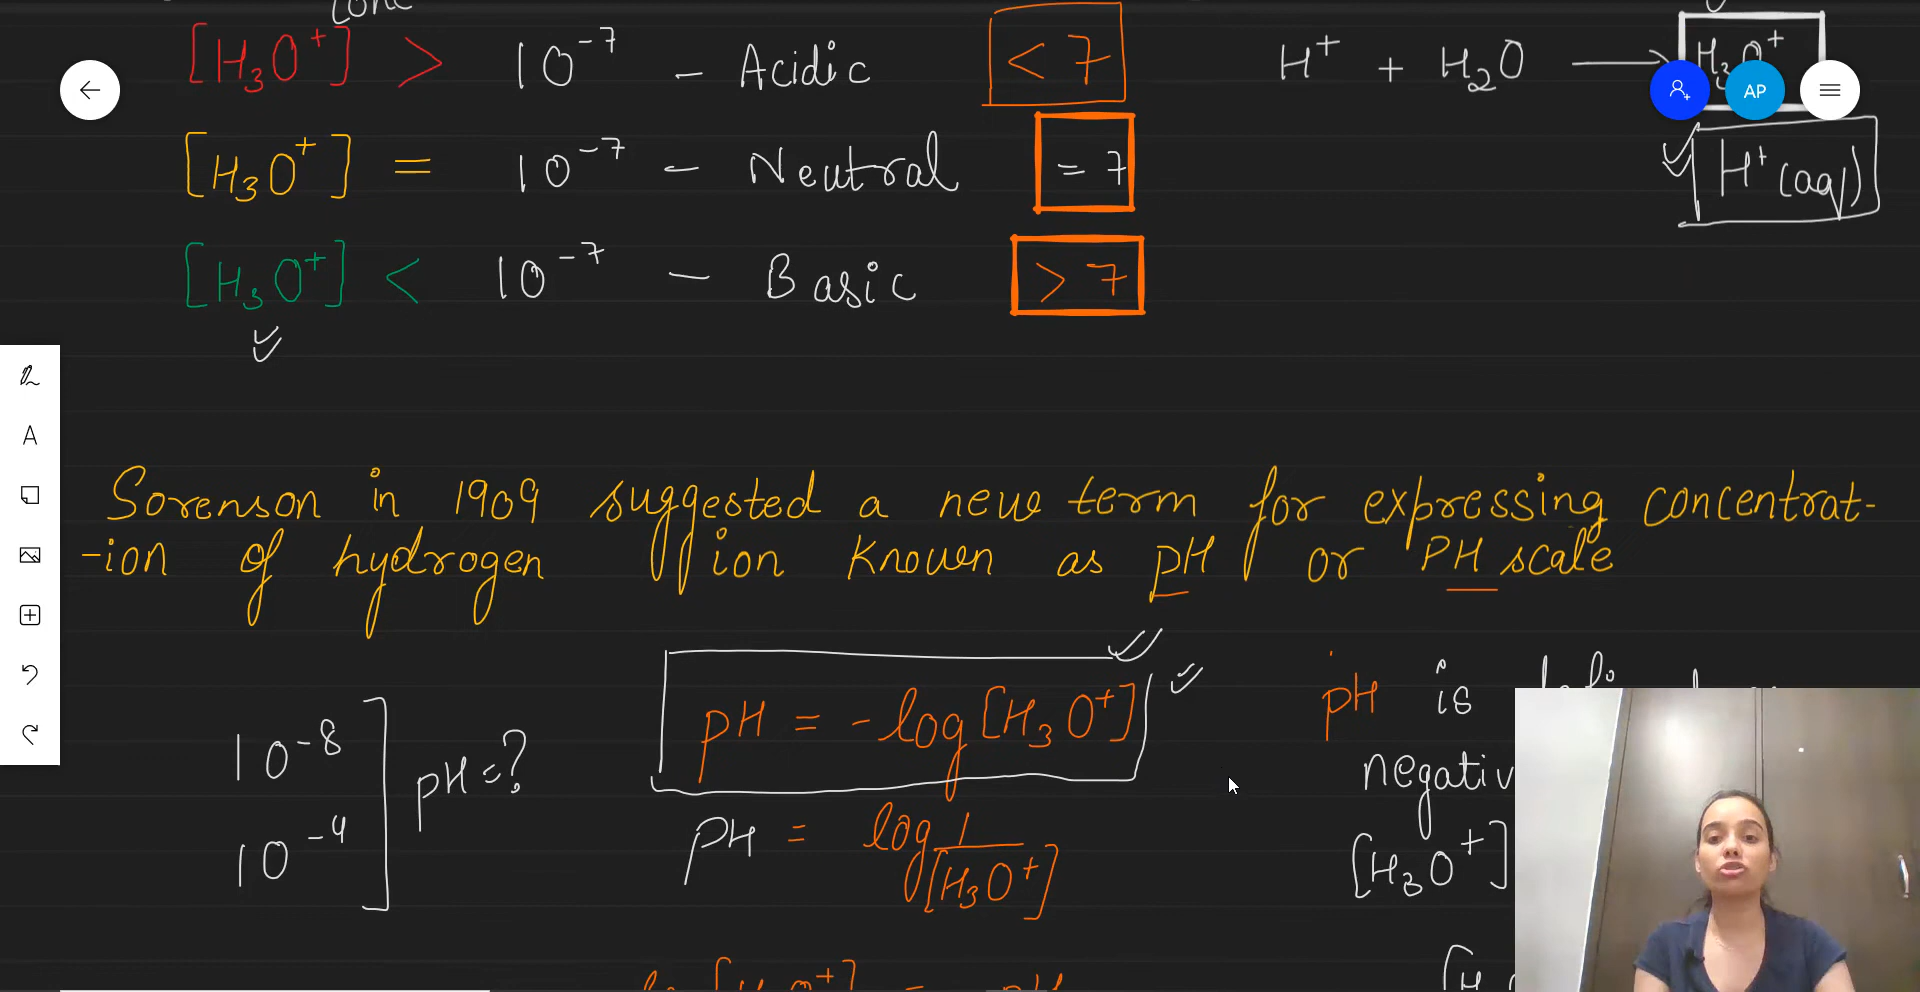 conc
[H₃O⁺] > 10⁻⁷ – Acidic < 7
H⁺ + H₂O → H₃O⁺
AP
[H₃O⁺] = 10⁻⁷ – Neutral = 7
H⁺(aq)
[H₃O⁺] < 10⁻⁷ – Basic > 7
A
Sorenson in 1909 suggested a new term for expressing concentrat-
-ion of hydrogen ion known as pH or PH scale
pH = -log[H₃O⁺]
pH is
10⁻⁸
10⁻⁴
pH=?
negativ
pH = log 1/[H₃O⁺]
[H₃O⁺]
= pH